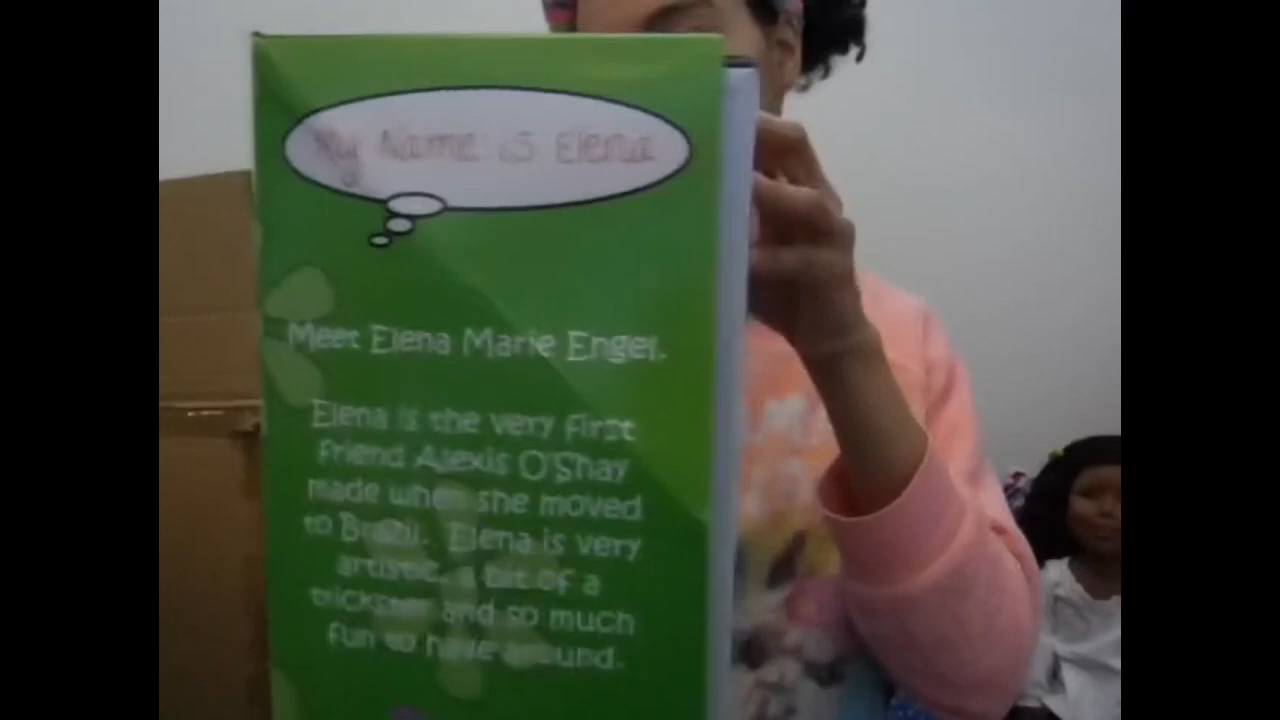 My Name is Elena
Meet Elena Marie Engel.
Elena is the very first
friend Alexis O'Shay
made when she moved
to Brazil. Elena is very
artistic, a bit of a
trickster and so much
fun to have around.